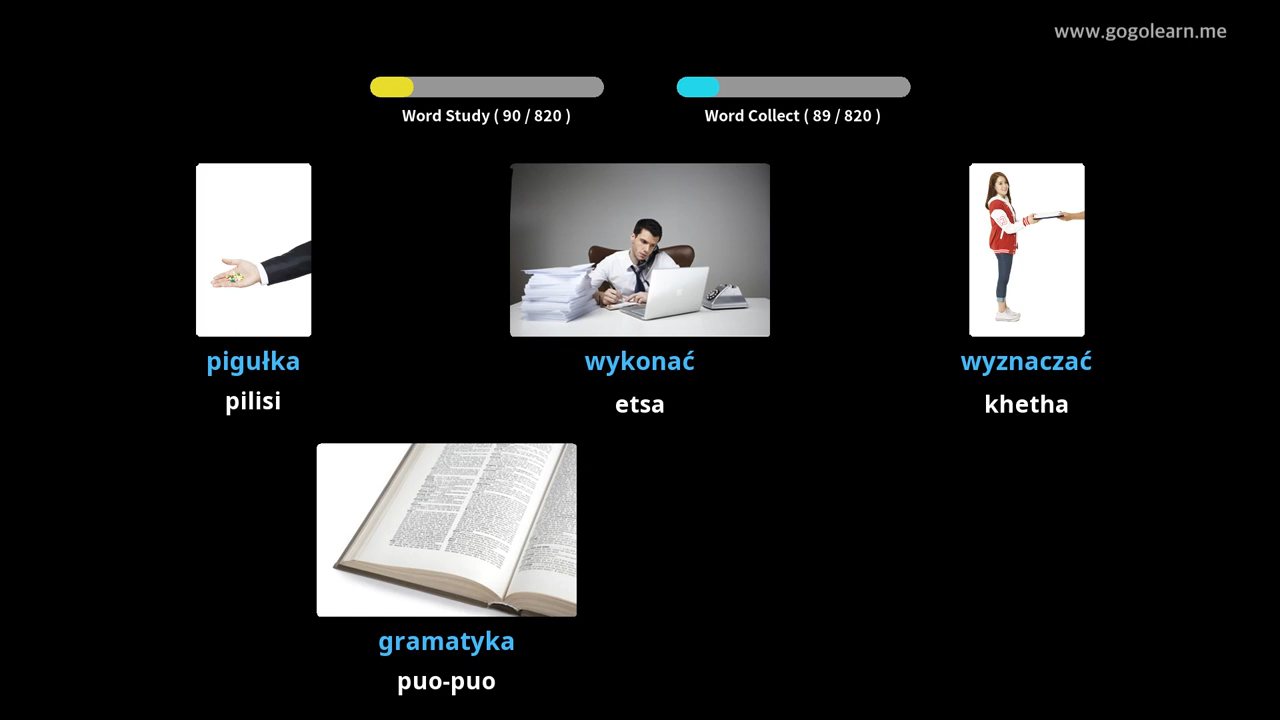 www.gogolearn.me
Word Study ( 90 / 820 )
Word Collect ( 89 / 820 )
pigułka
pilisi
wykonać
etsa
wyznaczać
khetha
gramatyka
puo-puo